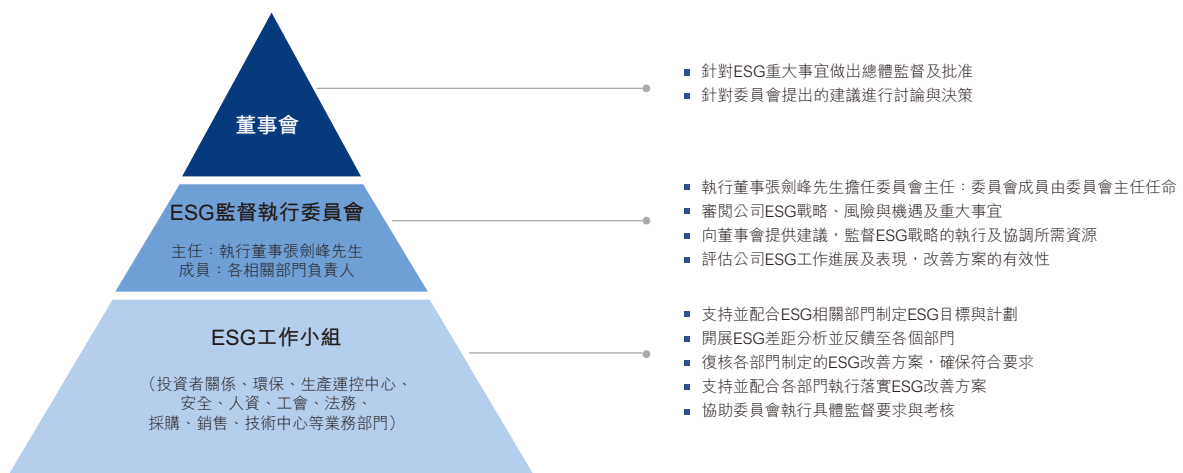 董事會
針對ESG重大事宜做出總體監督及批准
針對委員會提出的建議進行討論與決策
ESG監督執行委員會
主任：執行董事張劍峰先生
成員：各相關部門負責人
執行董事張劍峰先生擔任委員會主任：委員會成員由委員會主任任命
審閱公司ESG戰略、風險與機遇及重大事宜
向董事會提供建議，監督ESG戰略的執行及協調所需資源
評估公司ESG工作進展及表現，改善方案的有效性
ESG工作小組
（投資者關係、環保、生產運控中心、
安全、人資、工會、法務、
採購、銷售、技術中心等業務部門）
支持並配合ESG相關部門制定ESG目標與計劃
開展ESG差距分析並反饋至各個部門
復核各部門制定的ESG改善方案，確保符合要求
支持並配合各部門執行落實ESG改善方案
協助委員會執行具體監督要求與考核